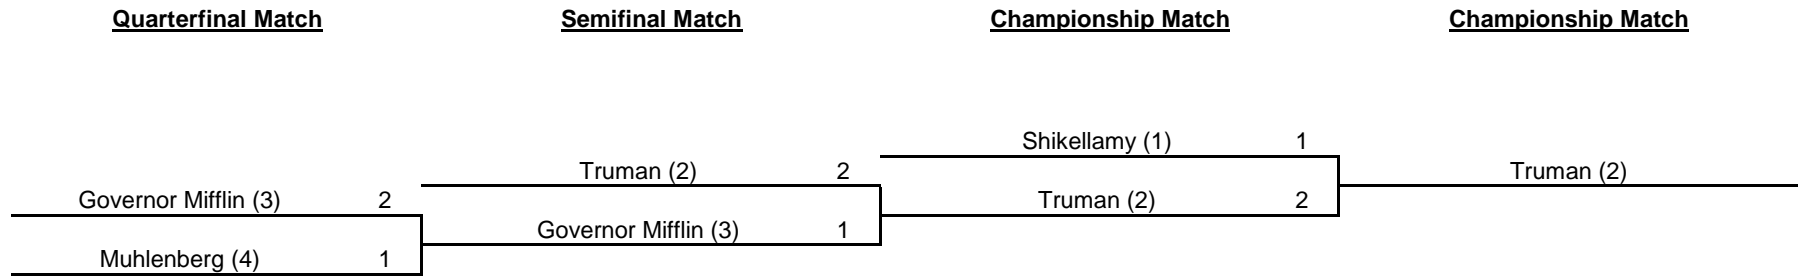 Quarterfinal Match Semifinal Match Championship Match Championship Match
Shikellamy (1) 1
Truman (2) 2 Truman (2)
Governor Mifflin (3) 2 Truman (2) 2
Governor Mifflin (3) 1
Muhlenberg (4) 1